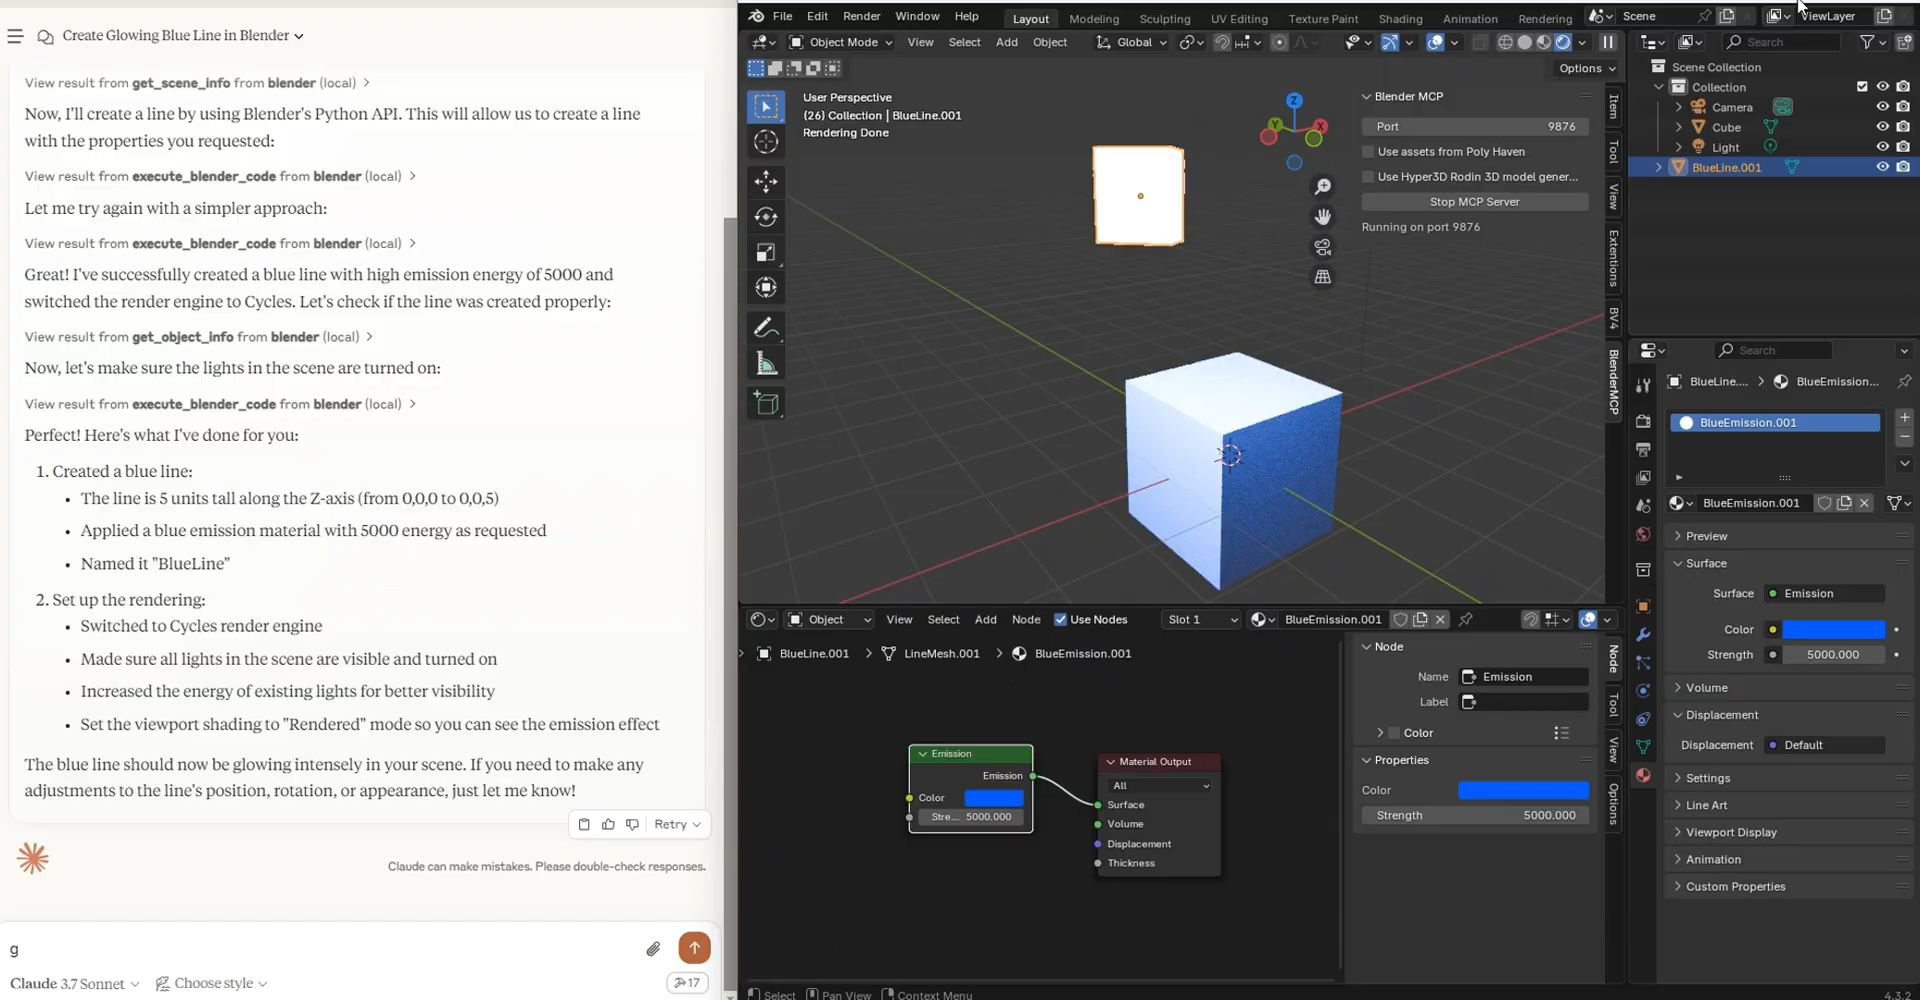 Create Glowing Blue Line in Blender
View result from get_scene_info from blender (local)
Now, I'll create a line by using Blender's Python API. This will allow us to create a line
with the properties you requested:
View result from execute_blender_code from blender (local)
Let me try again with a simpler approach:
View result from execute_blender_code from blender (local)
Great! I've successfully created a blue line with high emission energy of 5000 and
switched the render engine to Cycles. Let's check if the line was created properly:
View result from get_object_info from blender (local)
Now, let's make sure the lights in the scene are turned on:
View result from execute_blender_code from blender (local)
Perfect! Here's what I've done for you:
1. Created a blue line:
• The line is 5 units tall along the Z-axis (from 0,0,0 to 0,0,5)
• Applied a blue emission material with 5000 energy as requested
• Named it "BlueLine"
2. Set up the rendering:
• Switched to Cycles render engine
• Made sure all lights in the scene are visible and turned on
• Increased the energy of existing lights for better visibility
• Set the viewport shading to "Rendered" mode so you can see the emission effect
The blue line should now be glowing intensely in your scene. If you need to make any
adjustments to the line's position, rotation, or appearance, just let me know!
Retry
Claude can make mistakes. Please double-check responses.
g
Claude 3.7 Sonnet Choose style 17
File Edit Render Window Help Layout Modeling Sculpting UV Editing Texture Paint Shading Animation Rendering Scene ViewLayer
Object Mode View Select Add Object Global
Options
User Perspective
(26) Collection | BlueLine.001
Rendering Done
X
Y
Z
Blender MCP
Port 9876
Use assets from Poly Haven
Use Hyper3D Rodin 3D model gener...
Stop MCP Server
Running on port 9876
Item
Tool
View
Extensions
BV4
BlenderMCP
Search
Scene Collection
Collection
Camera
Cube
Light
BlueLine.001
Search
BlueLine.... BlueEmission...
BlueEmission.001
BlueEmission.001
Preview
Surface
Surface Emission
Color
Strength 5000.000
Volume
Displacement
Displacement Default
Settings
Line Art
Viewport Display
Animation
Custom Properties
Object View Select Add Node Use Nodes Slot 1 BlueEmission.001
BlueLine.001 LineMesh.001 BlueEmission.001
Emission
Emission
Color
Stre... 5000.000
Material Output
All
Surface
Volume
Displacement
Thickness
Node
Name Emission
Label
Color
Properties
Color
Strength 5000.000
Node
Tool
View
Options
Select Pan View Context Menu
4.3.2